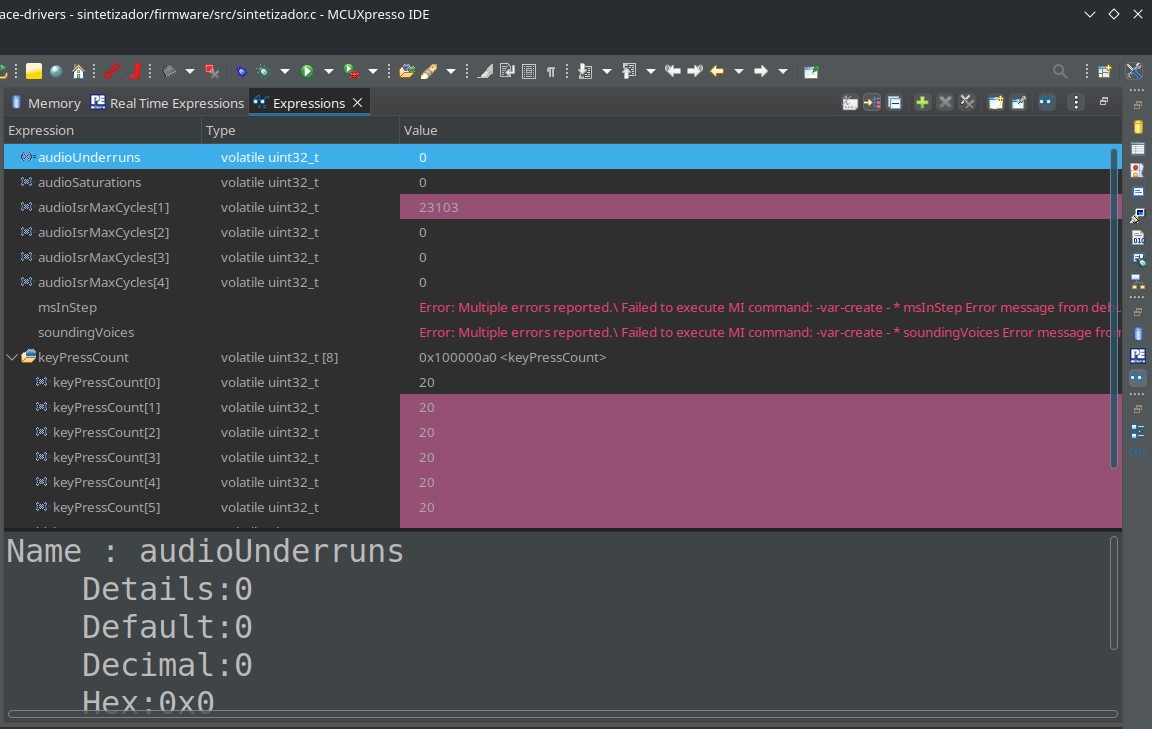 ace-drivers - sintetizador/firmware/src/sintetizador.c - MCUXpresso IDE
Memory Real Time Expressions Expressions
Expression Type Value
audioUnderruns volatile uint32_t 0
audioSaturations volatile uint32_t 0
audioIsrMaxCycles[1] volatile uint32_t 23103
audioIsrMaxCycles[2] volatile uint32_t 0
audioIsrMaxCycles[3] volatile uint32_t 0
audioIsrMaxCycles[4] volatile uint32_t 0
msInStep Error: Multiple errors reported.\ Failed to execute MI command: -var-create - * msInStep Error message from deb
soundingVoices Error: Multiple errors reported.\ Failed to execute MI command: -var-create - * soundingVoices Error message from
keyPressCount volatile uint32_t [8] 0x100000a0 <keyPressCount>
keyPressCount[0] volatile uint32_t 20
keyPressCount[1] volatile uint32_t 20
keyPressCount[2] volatile uint32_t 20
keyPressCount[3] volatile uint32_t 20
keyPressCount[4] volatile uint32_t 20
keyPressCount[5] volatile uint32_t 20
Name : audioUnderruns
Details:0
Default:0
Decimal:0
Hex:0x0